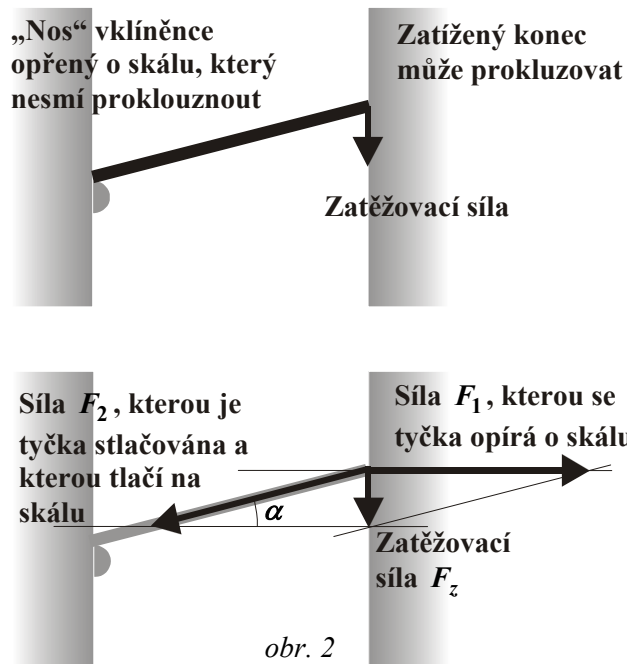 „Nos“ vklíněnce
opřený o skálu, který
nesmí proklouznout
Zatížený konec
může prokluzovat
Zatěžovací síla
Síla F2 , kterou je
tyčka stlačována a
kterou tlačí na
skálu
Síla F1 , kterou se
tyčka opírá o skálu
α
Zatěžovací
síla Fz
obr. 2